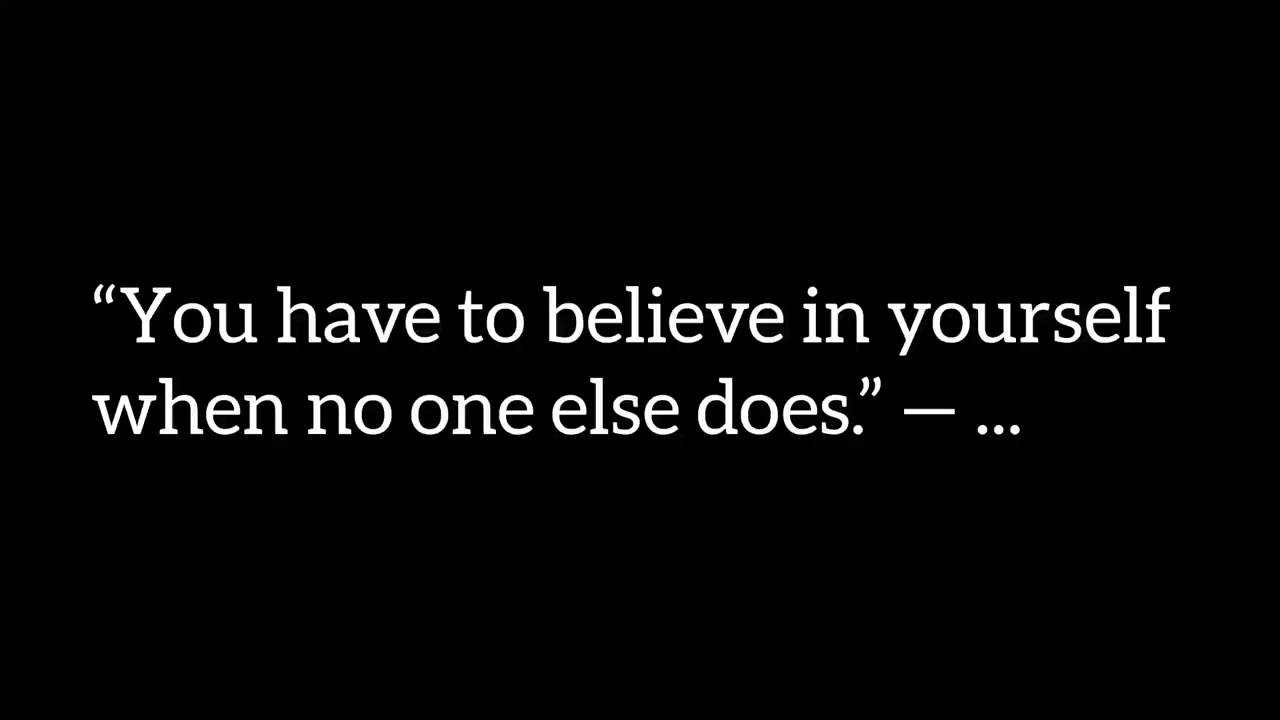 “You have to believe in yourself
when no one else does.” — ...